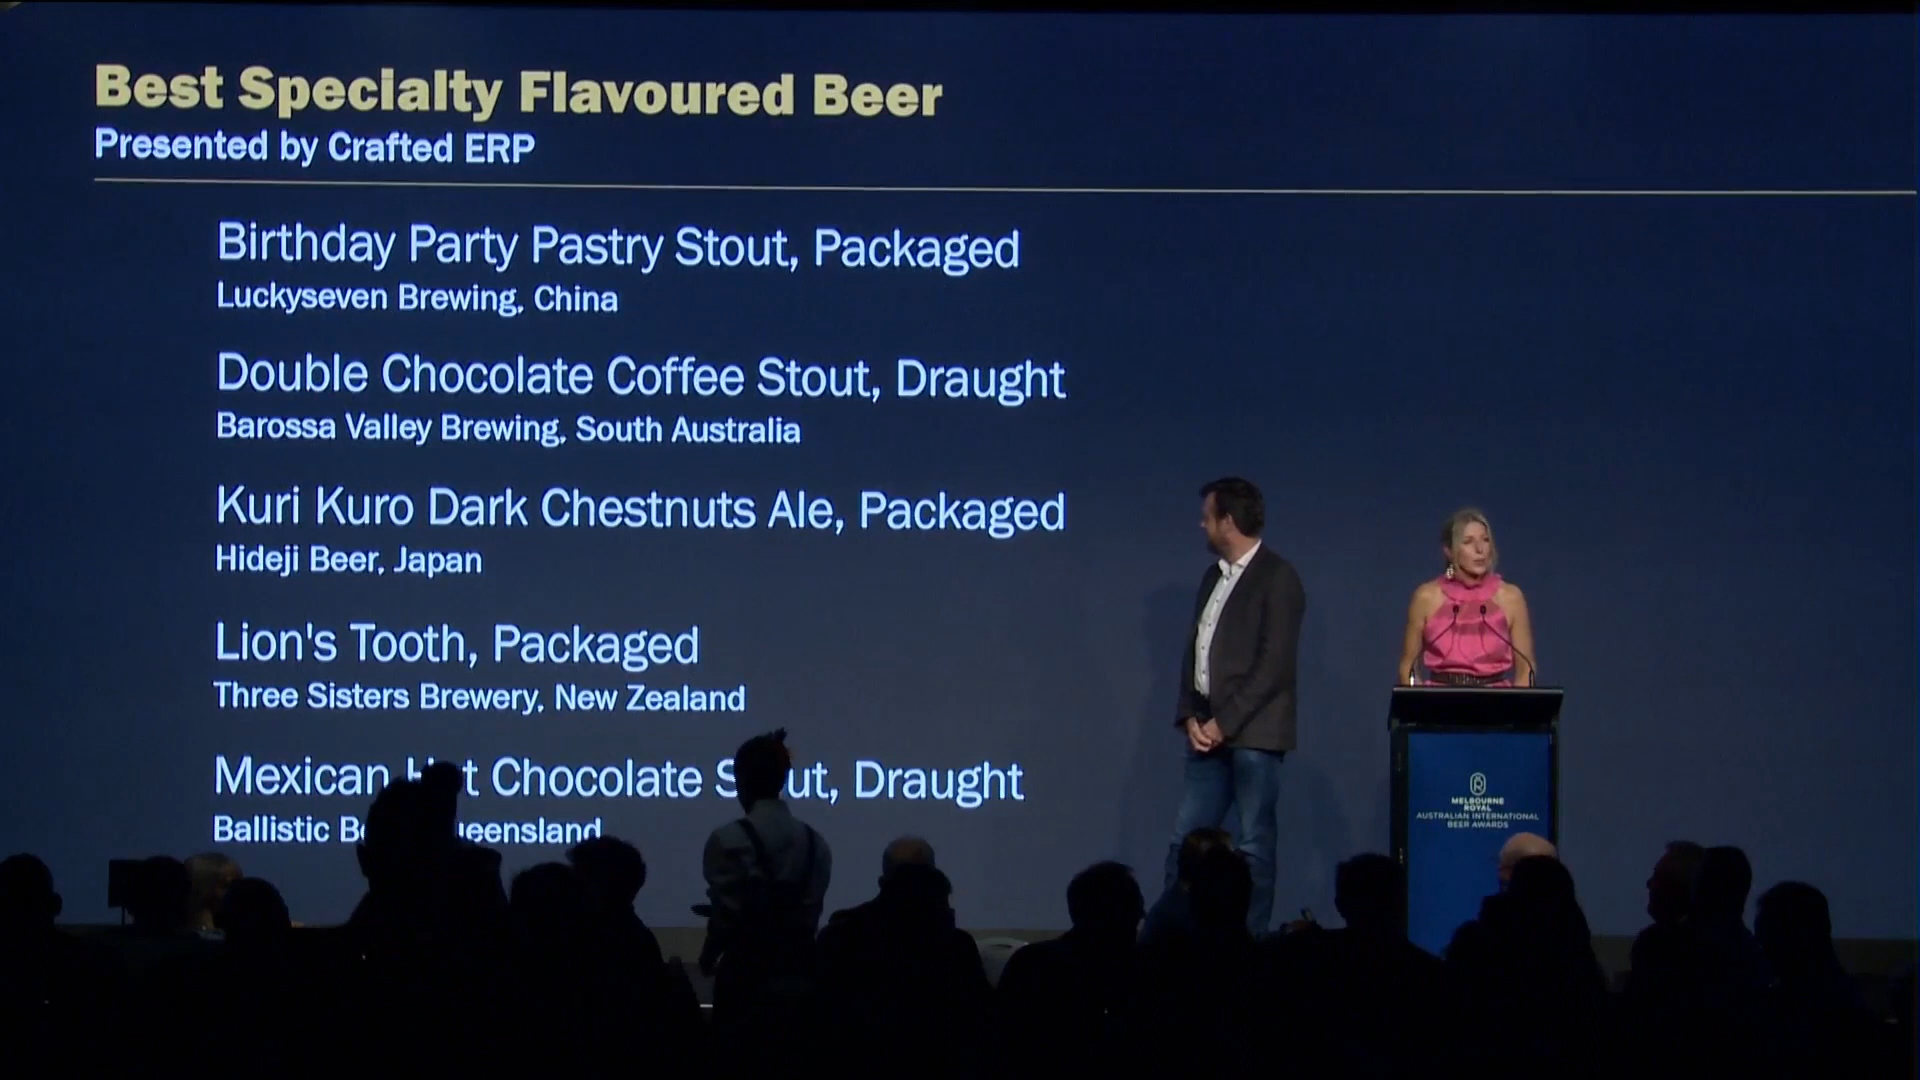 Best Specialty Flavoured Beer
Presented by Crafted ERP
Birthday Party Pastry Stout, Packaged
Luckyseven Brewing, China
Double Chocolate Coffee Stout, Draught
Barossa Valley Brewing, South Australia
Kuri Kuro Dark Chestnuts Ale, Packaged
Hideji Beer, Japan
Lion's Tooth, Packaged
Three Sisters Brewery, New Zealand
Mexican Chocolate Draught
Ballistic
MELBOURNE
ROYAL
AUSTRALIAN INTERNATIONAL
BEER AWARDS